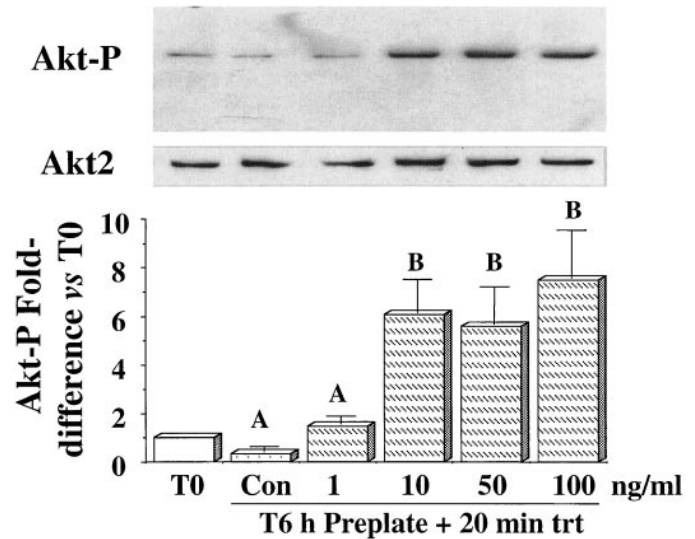 Akt-P
Akt2
Akt-P Fold-
difference vs T0
10
8
6
4
2
0
A
A
B
B
B
T0 Con 1 10 50 100 ng/ml
T6 h Preplate + 20 min trt